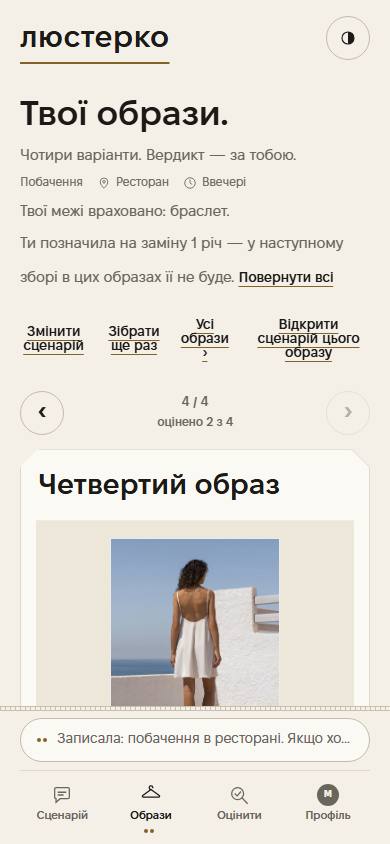 люстерко
Твої образи.
Чотири варіанти. Вердикт — за тобою.
Побачення Ресторан Ввечері
Твої межі враховано: браслет.
Ти позначила на заміну 1 річ — у наступному
зборі в цих образах її не буде. Повернути всі
Змінити
сценарій
Зібрати
ще раз
Усі
образи
›
Відкрити
сценарій цього
образу
‹
4 / 4
оцінено 2 з 4
›
Четвертий образ
Записала: побачення в ресторані. Якщо хо...
Сценарій
Образи
Оцінити
М
Профіль